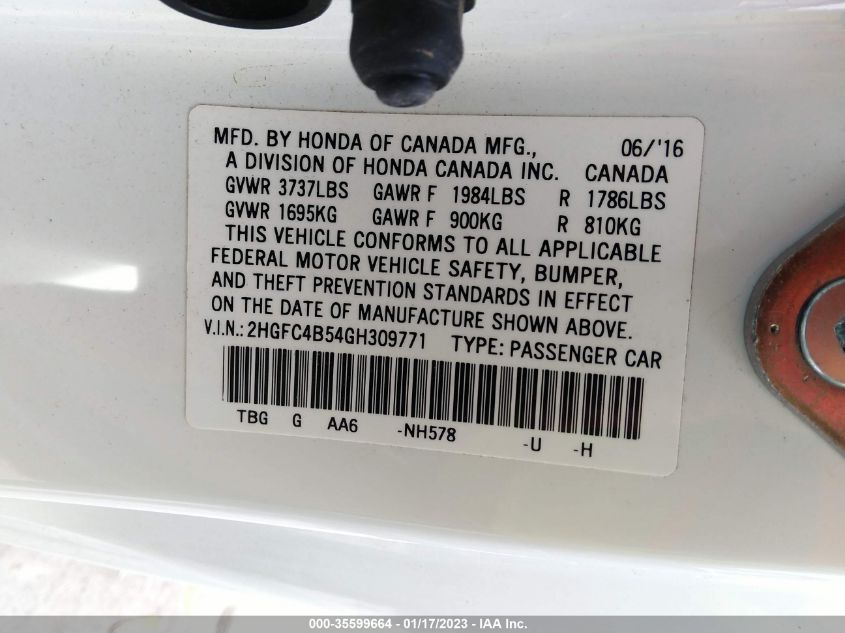 MFD. BY HONDA OF CANADA MFG., 06/'16
A DIVISION OF HONDA CANADA INC. CANADA
GVWR 3737LBS GAWR F 1984LBS R 1786LBS
GVWR 1695KG GAWR F 900KG R 810KG
THIS VEHICLE CONFORMS TO ALL APPLICABLE
FEDERAL MOTOR VEHICLE SAFETY, BUMPER,
AND THEFT PREVENTION STANDARDS IN EFFECT
ON THE DATE OF MANUFACTURE SHOWN ABOVE.
V.I.N.: 2HGFC4B54GH309771 TYPE: PASSENGER CAR
TBG G AA6 -NH578 -U -H
000-35599664 - 01/17/2023 - IAA Inc.